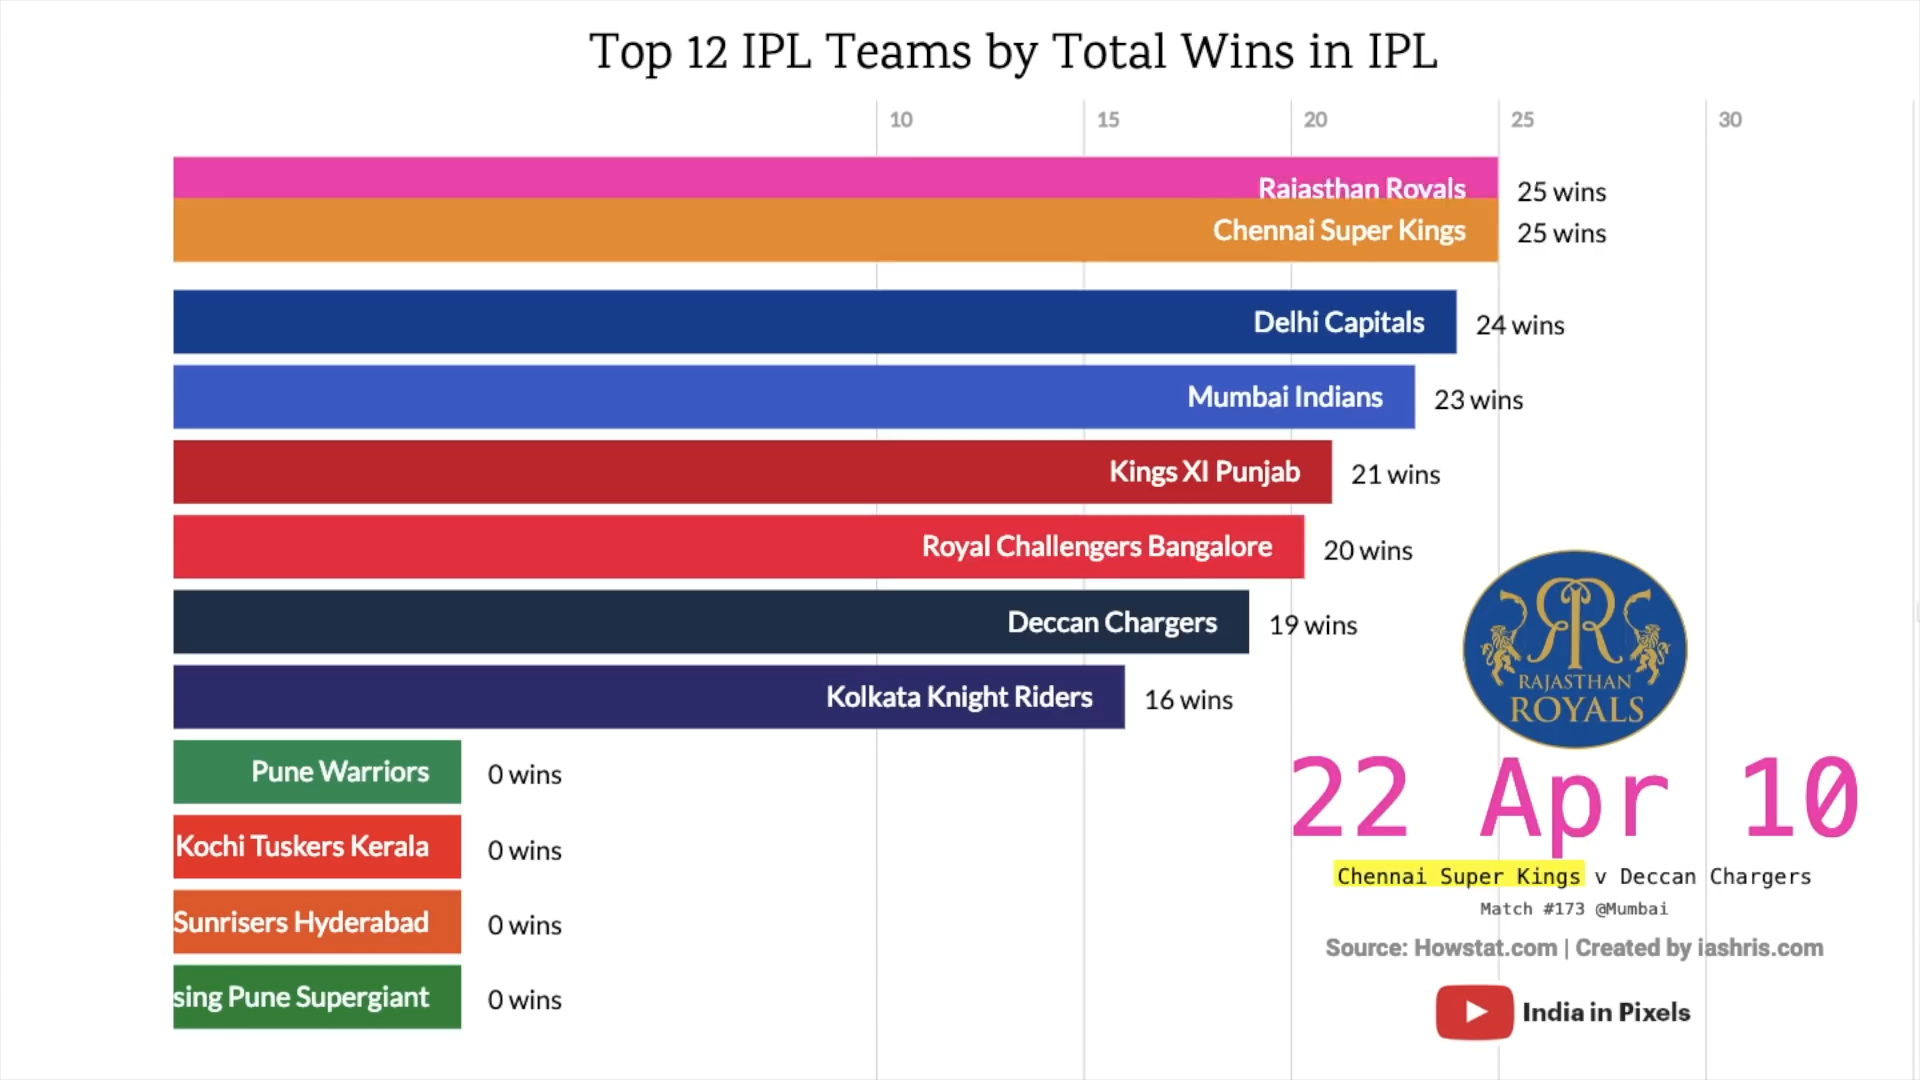 Top 12 IPL Teams by Total Wins in IPL
10 15 20 25 30
Rajasthan Royals 25 wins
Chennai Super Kings 25 wins
Delhi Capitals 24 wins
Mumbai Indians 23 wins
Kings XI Punjab 21 wins
Royal Challengers Bangalore 20 wins
Deccan Chargers 19 wins
Kolkata Knight Riders 16 wins
RR
RAJASTHAN
ROYALS
Pune Warriors 0 wins
Kochi Tuskers Kerala 0 wins
Sunrisers Hyderabad 0 wins
sing Pune Supergiant 0 wins
22 Apr 10
Chennai Super Kings v Deccan Chargers
Match #173 @Mumbai
Source: Howstat.com | Created by iashris.com
India in Pixels